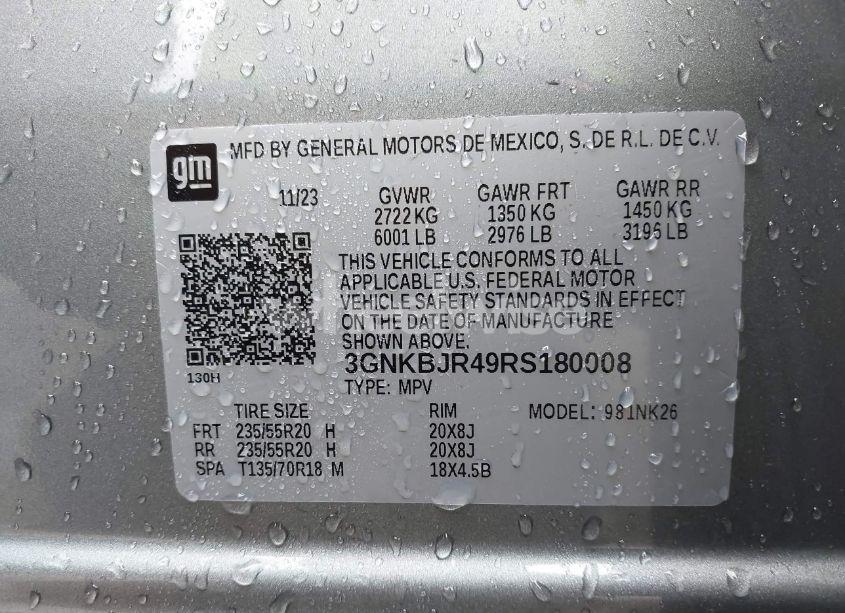 gm MFD BY GENERAL MOTORS DE MEXICO, S. DE R.L. DE C.V.
11/23 GVWR GAWR FRT GAWR RR
2722 KG 1350 KG 1450 KG
6001 LB 2976 LB 3196 LB
THIS VEHICLE CONFORMS TO ALL
APPLICABLE U.S. FEDERAL MOTOR
VEHICLE SAFETY STANDARDS IN EFFECT
ON THE DATE OF MANUFACTURE
SHOWN ABOVE.
3GNKBJR49RS180008
130H TYPE: MPV
TIRE SIZE RIM MODEL: 981NK26
FRT 235/55R20 H 20X8J
RR 235/55R20 H 20X8J
SPA T135/70R18 M 18X4.5B